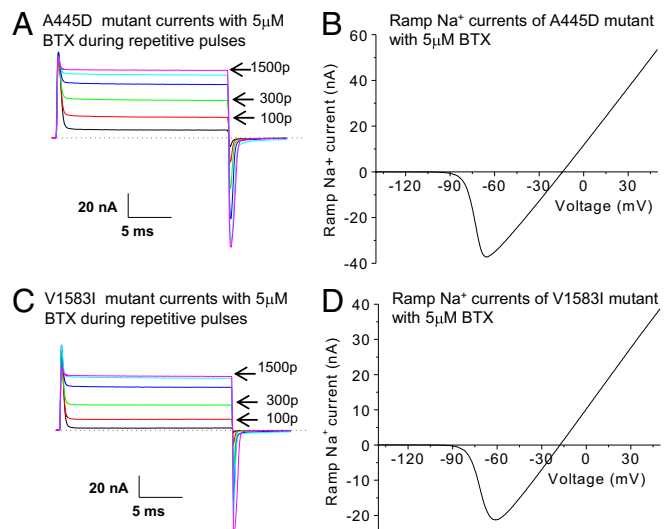 A
A445D mutant currents with 5μM
BTX during repetitive pulses
1500p
300p
100p
20 nA
5 ms
B
Ramp Na⁺ currents of A445D mutant
with 5μM BTX
60
40
20
0
-20
-40
-120 -90 -60 -30 0 30
Voltage (mV)
Ramp Na+ current (nA)
C
V1583I mutant currents with 5μM
BTX during repetitive pulses
1500p
300p
100p
20 nA
5 ms
D
Ramp Na⁺ currents of V1583I mutant
with 5μM BTX
40
30
20
10
0
-10
-20
-120 -90 -60 -30 0 30
Voltage (mV)
Ramp Na⁺ current (nA)